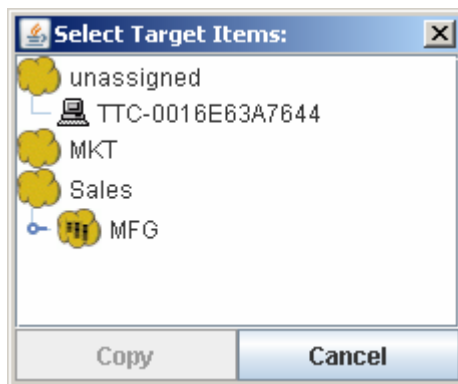 Select Target Items:
unassigned
TTC-0016E63A7644
MKT
Sales
MFG
Copy
Cancel